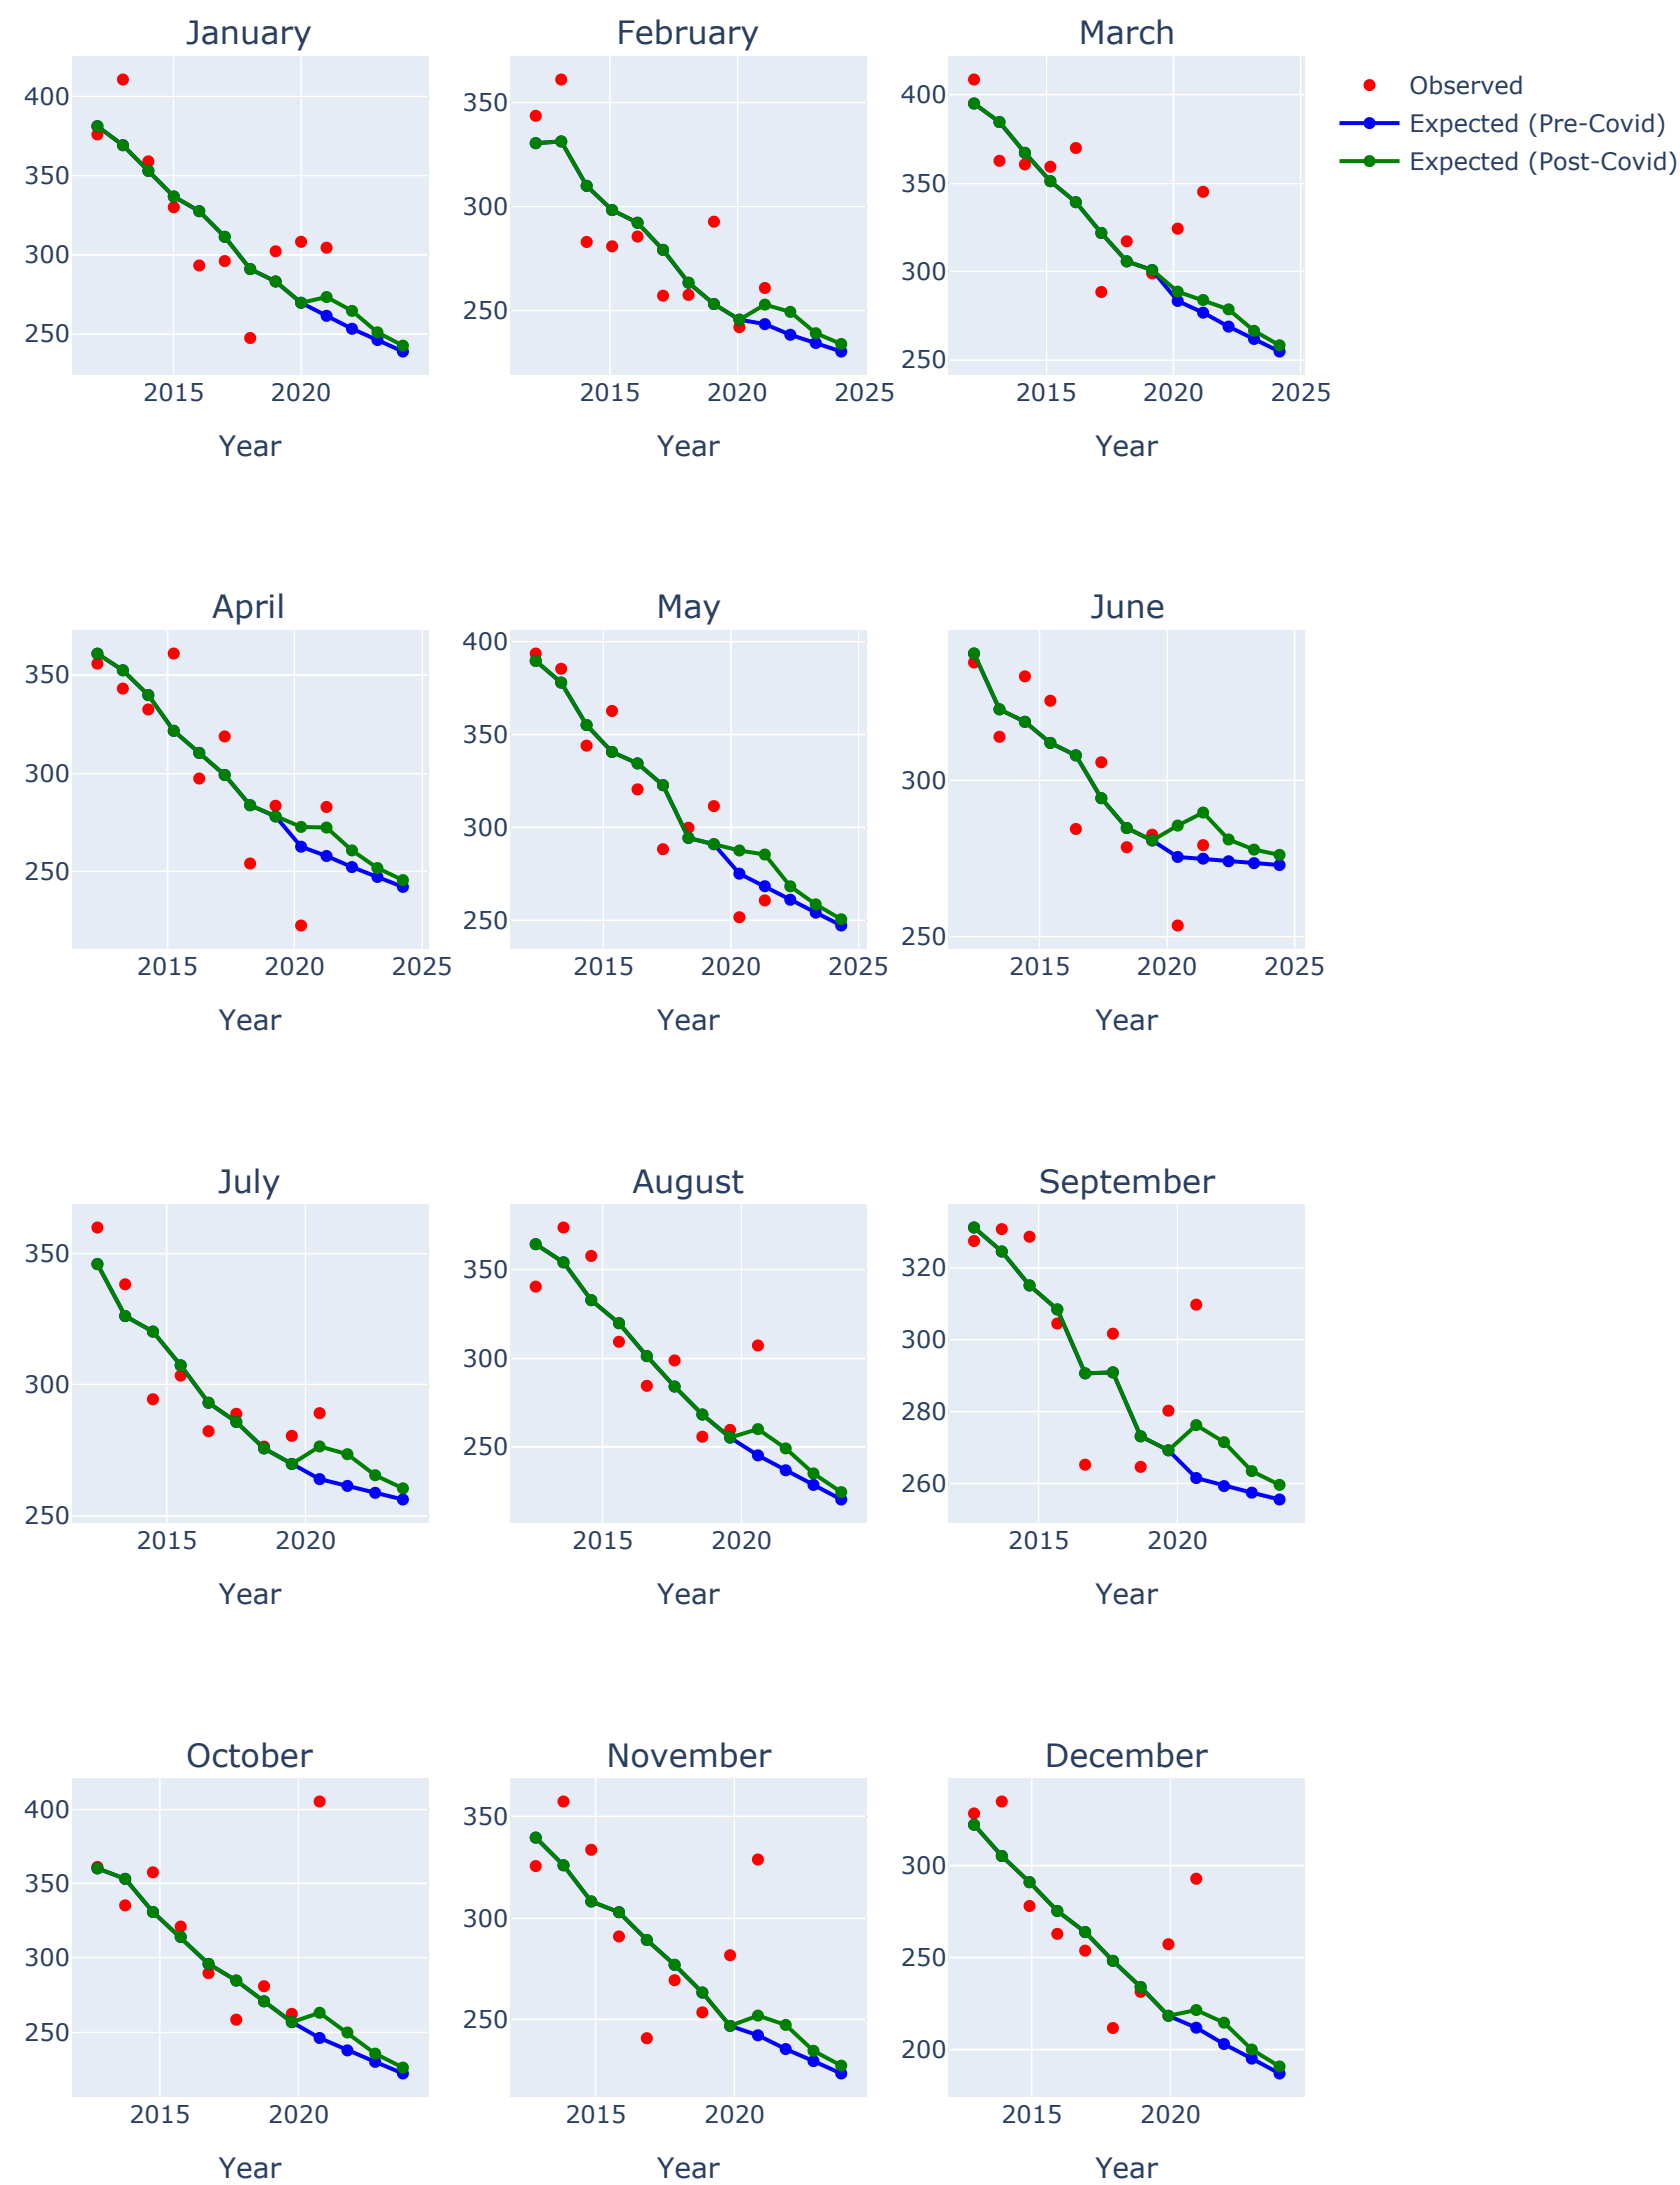 January
February
March
Observed
Expected (Pre-Covid)
Expected (Post-Covid)
400
350
300
250
2015
2020
Year
350
300
250
2015
2020
2025
Year
400
350
300
250
2015
2020
2025
Year
April
May
June
350
300
250
2015
2020
2025
Year
400
350
300
250
2015
2020
2025
Year
300
250
2015
2020
2025
Year
July
August
September
350
300
250
2015
2020
Year
350
300
250
2015
2020
Year
320
300
280
260
2015
2020
Year
October
November
December
400
350
300
250
2015
2020
Year
350
300
250
2015
2020
Year
300
250
200
2015
2020
Year